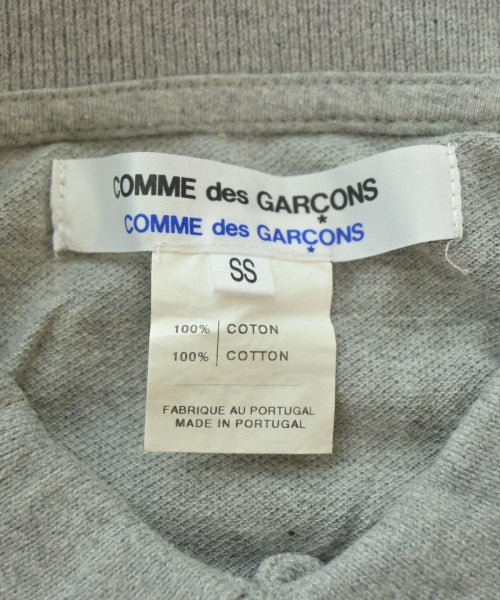 COMME des GARÇONS
COMME des GARÇONS
SS
100% COTON
100% COTTON
FABRIQUE AU PORTUGAL
MADE IN PORTUGAL